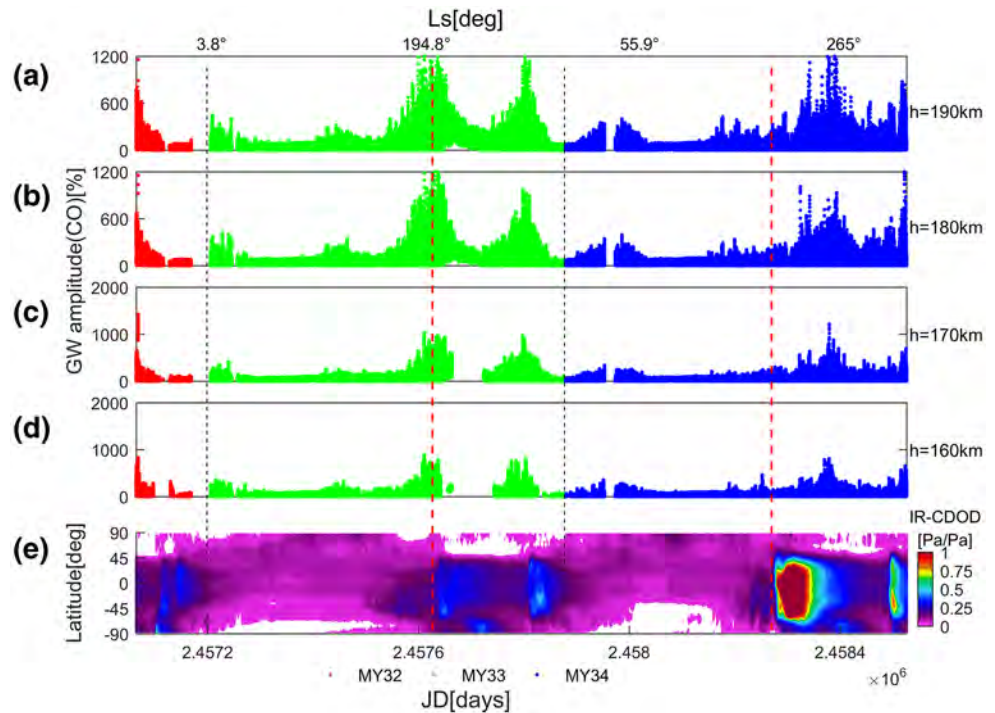 Ls[deg]
3.8° 194.8° 55.9° 265°
(a) 1200 600 0 h=190km
(b) 1200 600 0 h=180km
GW amplitude(CO)[%]
(c) 2000 1000 0 h=170km
(d) 2000 1000 0 h=160km
IR-CDOD
[Pa/Pa]
(e) 90 45 0 -45 -90 1 0.75 0.5 0.25 0
Latitude[deg]
2.4572 2.4576 2.458 2.4584
MY32 MY33 MY34 ×10⁶
JD[days]